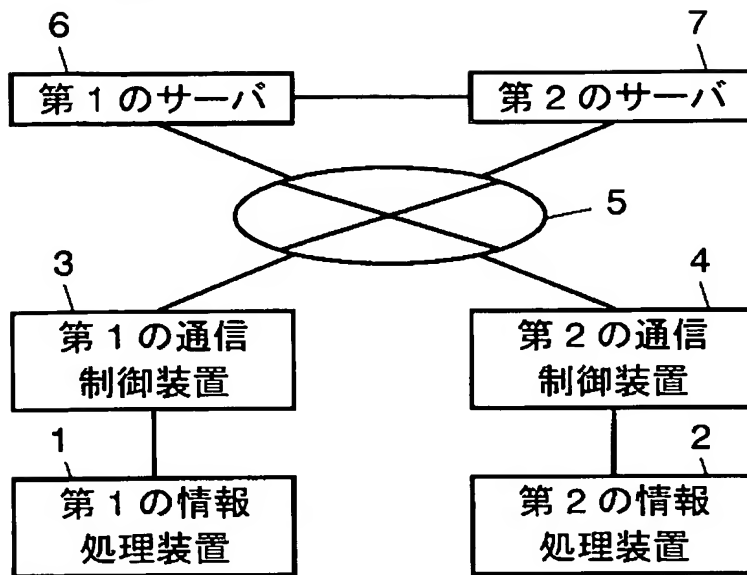 6
7
第1のサーバ
第2のサーバ
5
3
4
第1の通信
制御装置
第2の通信
制御装置
1
2
第1の情報
処理装置
第2の情報
処理装置